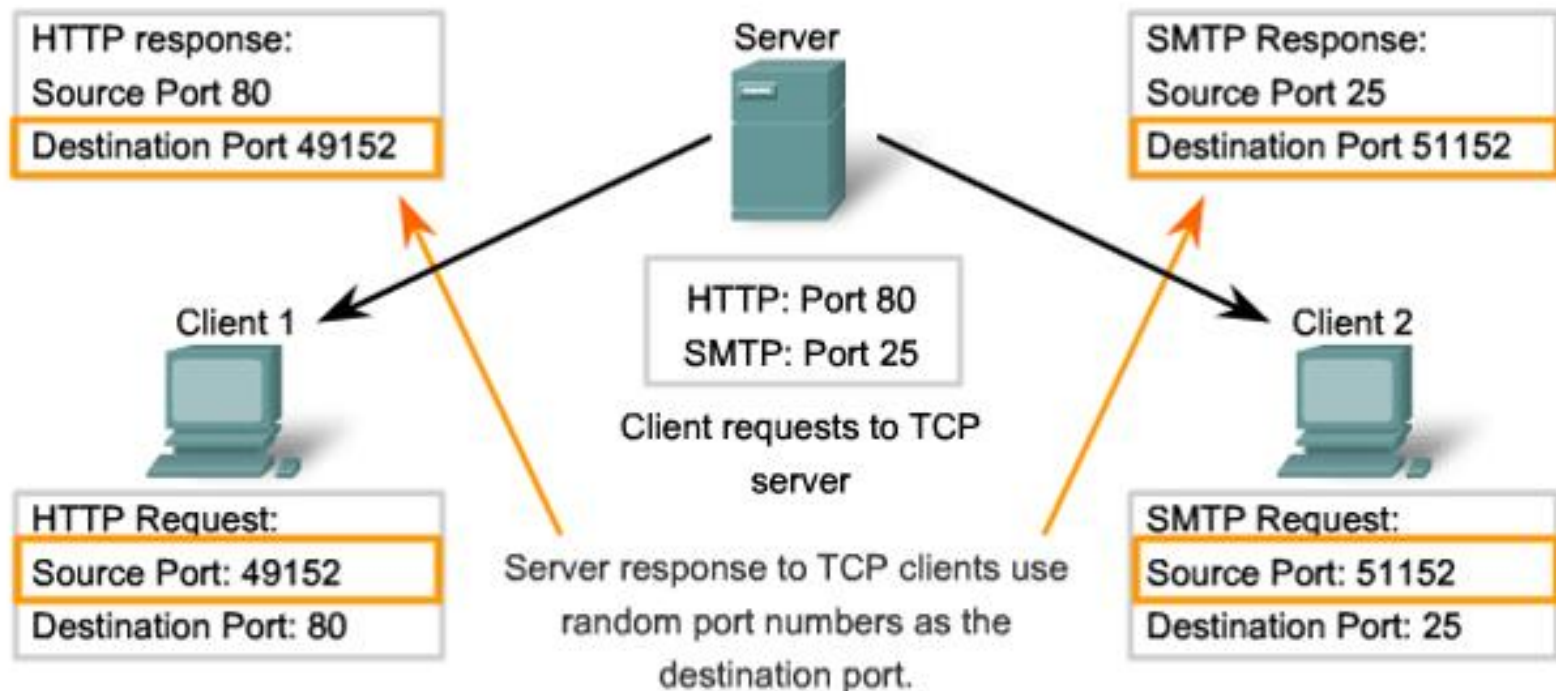 HTTP response:
Source Port 80
Destination Port 49152
Server
SMTP Response:
Source Port 25
Destination Port 51152
HTTP: Port 80
SMTP: Port 25
Client requests to TCP
server
Client 1
Client 2
HTTP Request:
Source Port: 49152
Destination Port: 80
Server response to TCP clients use
random port numbers as the
destination port.
SMTP Request:
Source Port: 51152
Destination Port: 25